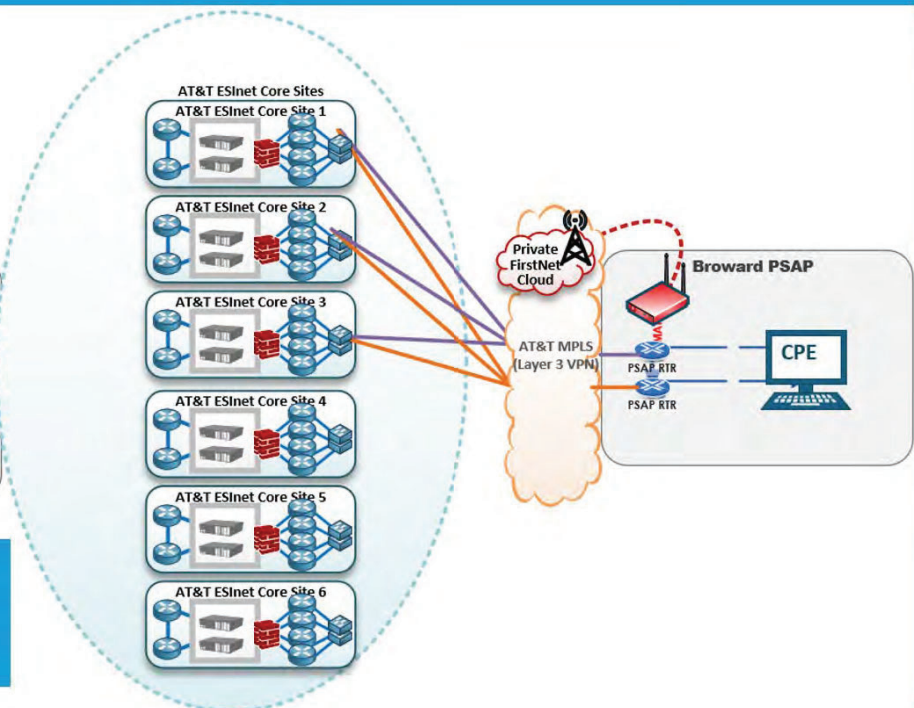 AT&T ESInet Core Sites
AT&T ESInet Core Site 1
AT&T ESInet Core Site 2
AT&T ESInet Core Site 3
AT&T ESInet Core Site 4
AT&T ESInet Core Site 5
AT&T ESInet Core Site 6
Private
FirstNet
Cloud
AT&T MPLS
(Layer 3 VPN)
Broward PSAP
PSAP RTR
PSAP RTR
CPE